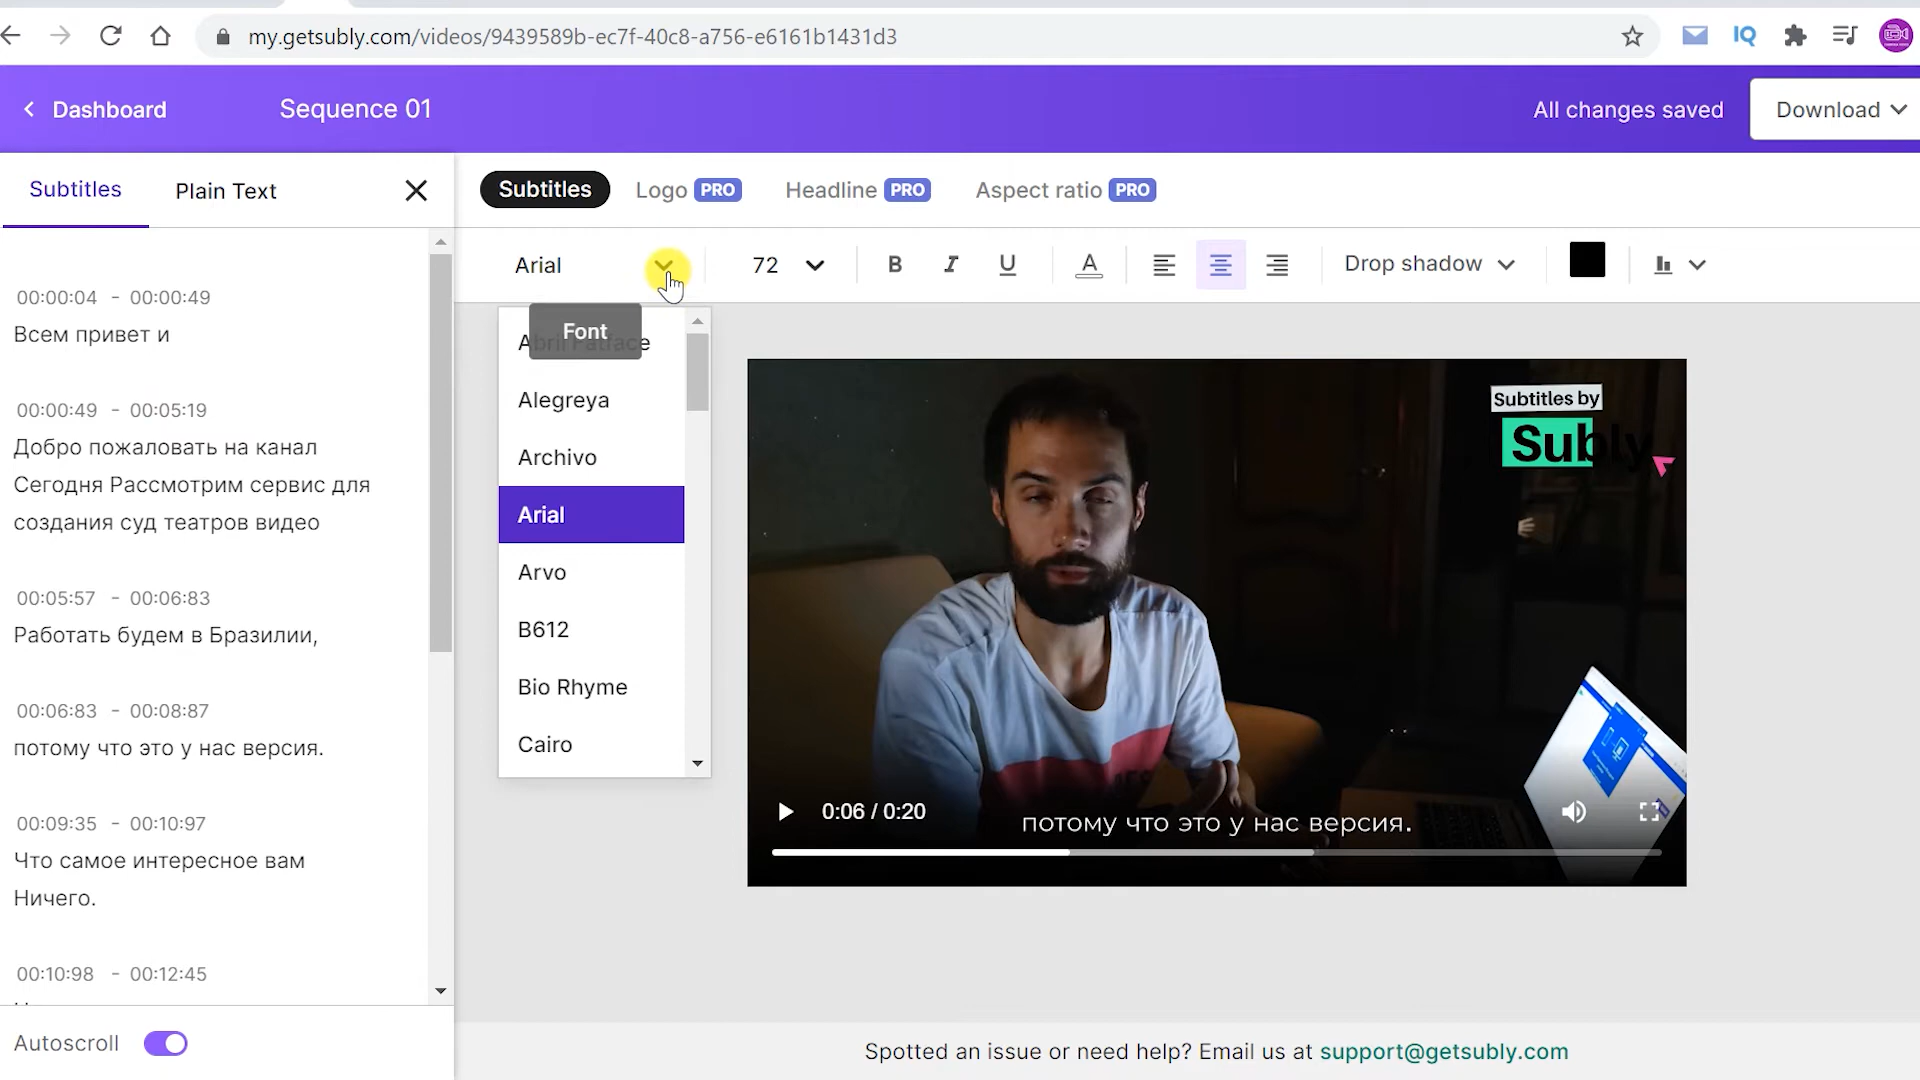 my.getsubly.com/videos/9439589b-ec7f-40c8-a756-e6161b1431d3
IQ
Dashboard
Sequence 01
All changes saved
Download
Subtitles
Plain Text
Subtitles
Logo PRO
Headline PRO
Aspect ratio PRO
Arial
72
B
I
U
A
Drop shadow
Font
Alegreya
Archivo
Arial
Arvo
B612
Bio Rhyme
Cairo
00:00:04 - 00:00:49
Всем привет и
00:00:49 - 00:05:19
Добро пожаловать на канал
Сегодня Рассмотрим сервис для
создания суд театров видео
00:05:57 - 00:06:83
Работать будем в Бразилии,
00:06:83 - 00:08:87
потому что это у нас версия.
00:09:35 - 00:10:97
Что самое интересное вам
Ничего.
00:10:98 - 00:12:45
Autoscroll
Subtitles by
Subly
0:06 / 0:20
потому что это у нас версия.
Spotted an issue or need help? Email us at support@getsubly.com